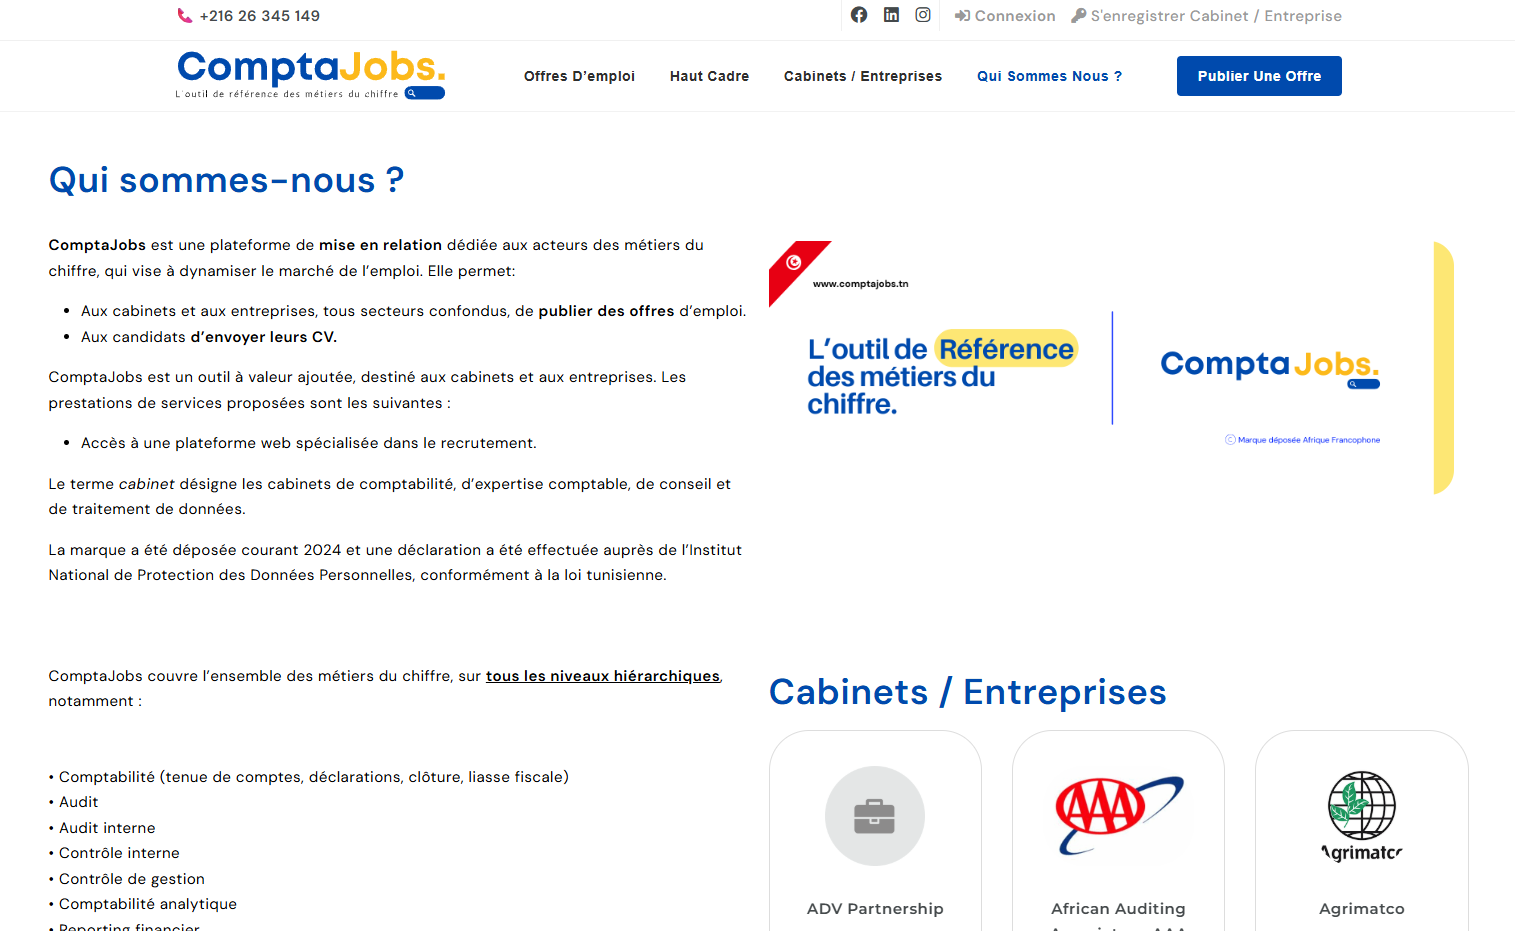 +216 26 345 149
Connexion
S'enregistrer Cabinet / Entreprise
ComptaJobs.
L'outil de référence des métiers du chiffre
Offres D'emploi
Haut Cadre
Cabinets / Entreprises
Qui Sommes Nous ?
Publier Une Offre
Qui sommes-nous ?
ComptaJobs est une plateforme de mise en relation dédiée aux acteurs des métiers du
chiffre, qui vise à dynamiser le marché de l'emploi. Elle permet:
• Aux cabinets et aux entreprises, tous secteurs confondus, de publier des offres d'emploi.
• Aux candidats d'envoyer leurs CV.
ComptaJobs est un outil à valeur ajoutée, destiné aux cabinets et aux entreprises. Les
prestations de services proposées sont les suivantes :
• Accès à une plateforme web spécialisée dans le recrutement.
Le terme cabinet désigne les cabinets de comptabilité, d'expertise comptable, de conseil et
de traitement de données.
La marque a été déposée courant 2024 et une déclaration a été effectuée auprès de l'Institut
National de Protection des Données Personnelles, conformément à la loi tunisienne.
ComptaJobs couvre l'ensemble des métiers du chiffre, sur tous les niveaux hiérarchiques,
notamment :
• Comptabilité (tenue de comptes, déclarations, clôture, liasse fiscale)
• Audit
• Audit interne
• Contrôle interne
• Contrôle de gestion
• Comptabilité analytique
• Reporting financier
www.comptajobs.tn
L'outil de Référence
des métiers du
chiffre.
ComptaJobs.
© Marque déposée Afrique Francophone
Cabinets / Entreprises
ADV Partnership
AAA
African Auditing
Agrimatco
Agrimatco